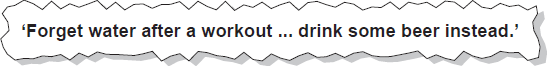 ‘Forget water after a workout ... drink some beer instead.’